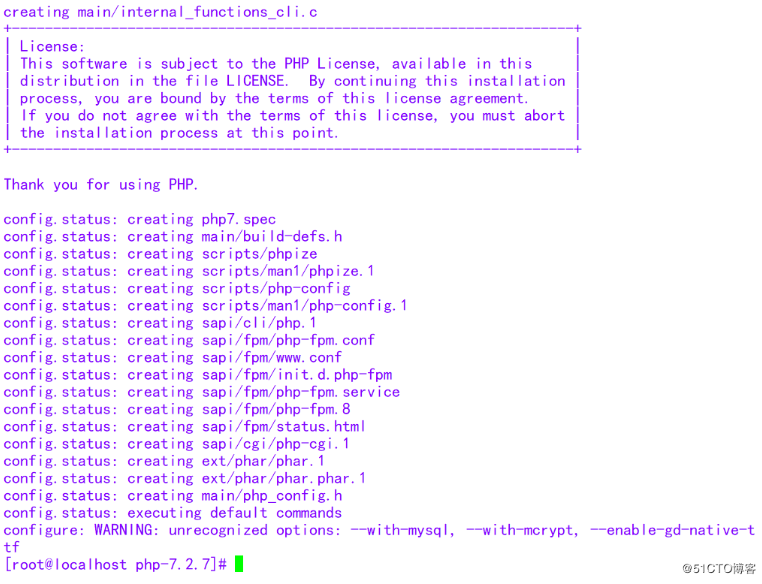 creating main/internal_functions_cli.c
+--------------------------------------------------------------------+
| License:                                                           |
| This software is subject to the PHP License, available in this     |
| distribution in the file LICENSE.  By continuing this installation |
| process, you are bound by the terms of this license agreement.     |
| If you do not agree with the terms of this license, you must abort |
| the installation process at this point.                            |
+--------------------------------------------------------------------+
Thank you for using PHP.
config.status: creating php7.spec
config.status: creating main/build-defs.h
config.status: creating scripts/phpize
config.status: creating scripts/man1/phpize.1
config.status: creating scripts/php-config
config.status: creating scripts/man1/php-config.1
config.status: creating sapi/cli/php.1
config.status: creating sapi/fpm/php-fpm.conf
config.status: creating sapi/fpm/www.conf
config.status: creating sapi/fpm/init.d.php-fpm
config.status: creating sapi/fpm/php-fpm.service
config.status: creating sapi/fpm/php-fpm.8
config.status: creating sapi/fpm/status.html
config.status: creating sapi/cgi/php-cgi.1
config.status: creating ext/phar/phar.1
config.status: creating ext/phar/phar.phar.1
config.status: creating main/php_config.h
config.status: executing default commands
configure: WARNING: unrecognized options: --with-mysql, --with-mcrypt, --enable-gd-native-t
tf
[root@localhost php-7.2.7]#
@51CTO博客